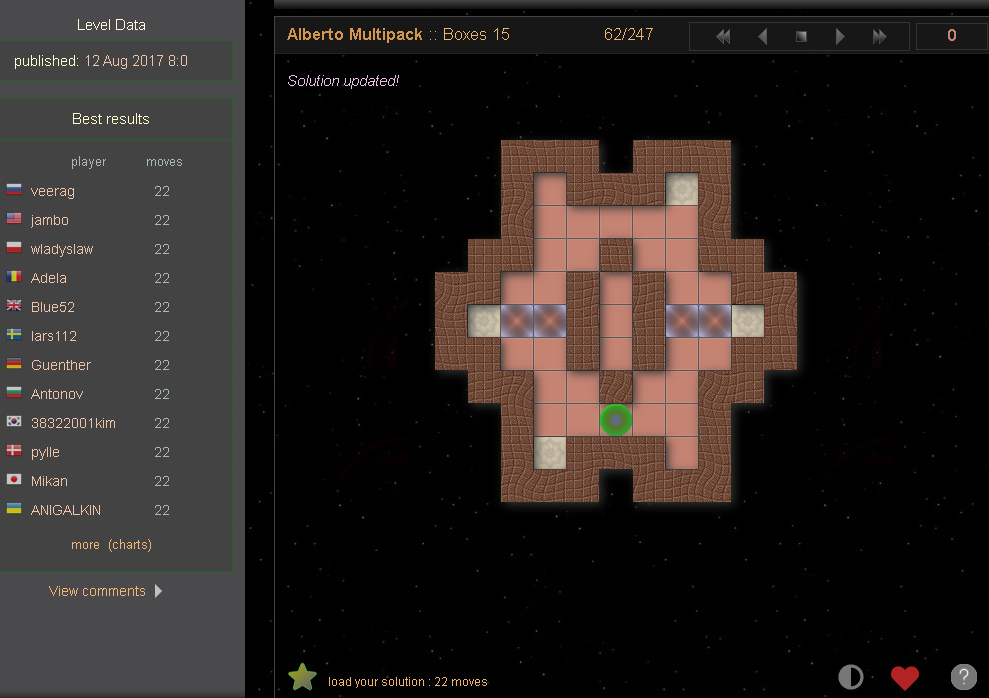 Level Data
published: 12 Aug 2017 8:0
Best results
player moves
veerag 22
jambo 22
wladyslaw 22
Adela 22
Blue52 22
lars112 22
Guenther 22
Antonov 22
38322001kim 22
pylle 22
Mikan 22
ANIGALKIN 22
more (charts)
View comments
Alberto Multipack :: Boxes 15 62/247 0
Solution updated!
load your solution : 22 moves
?